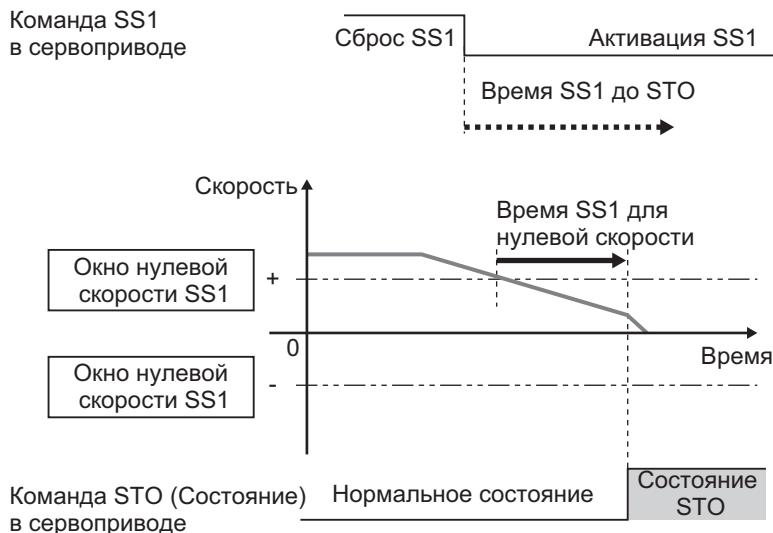 Команда SS1
в сервоприводе
Сброс SS1
Активация SS1
Время SS1 до STO
Скорость
Время SS1 для
нулевой скорости
Окно нулевой
скорости SS1
+
0
Время
Окно нулевой
скорости SS1
-
Команда STO (Состояние)
в сервоприводе
Нормальное состояние
Состояние
STO